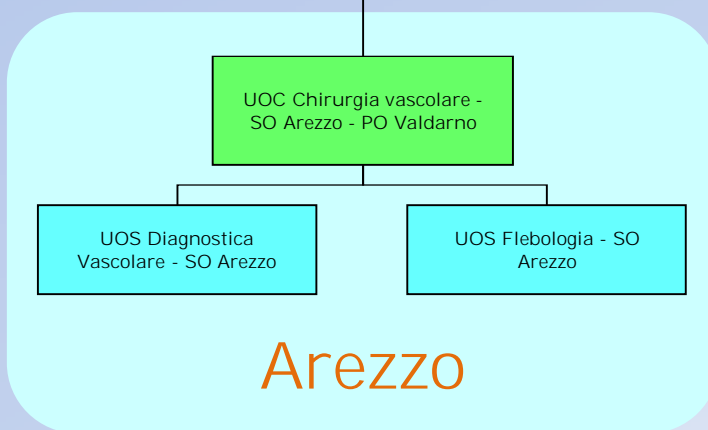 UOC Chirurgia vascolare -
SO Arezzo - PO Valdarno
UOS Diagnostica
Vascolare - SO Arezzo
UOS Flebologia - SO
Arezzo
Arezzo